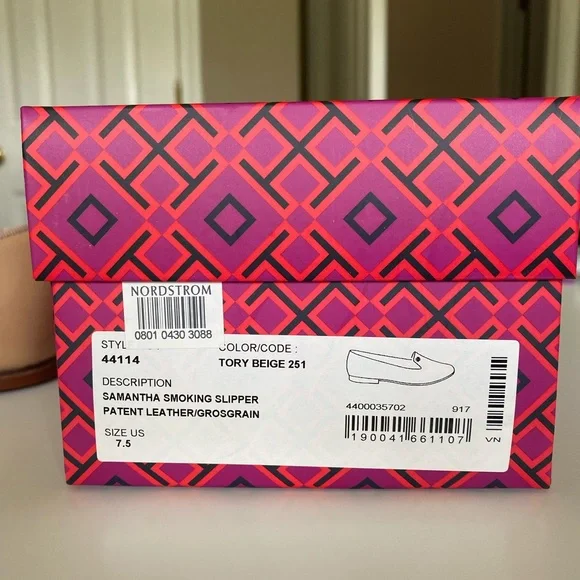 NORDSTROM
0801 0430 3088
STYL
COLOR/CODE :
44114
TORY BEIGE 251
DESCRIPTION
SAMANTHA SMOKING SLIPPER
PATENT LEATHER/GROSGRAIN
4400035702 917
SIZE US
7.5
190041661107
VN